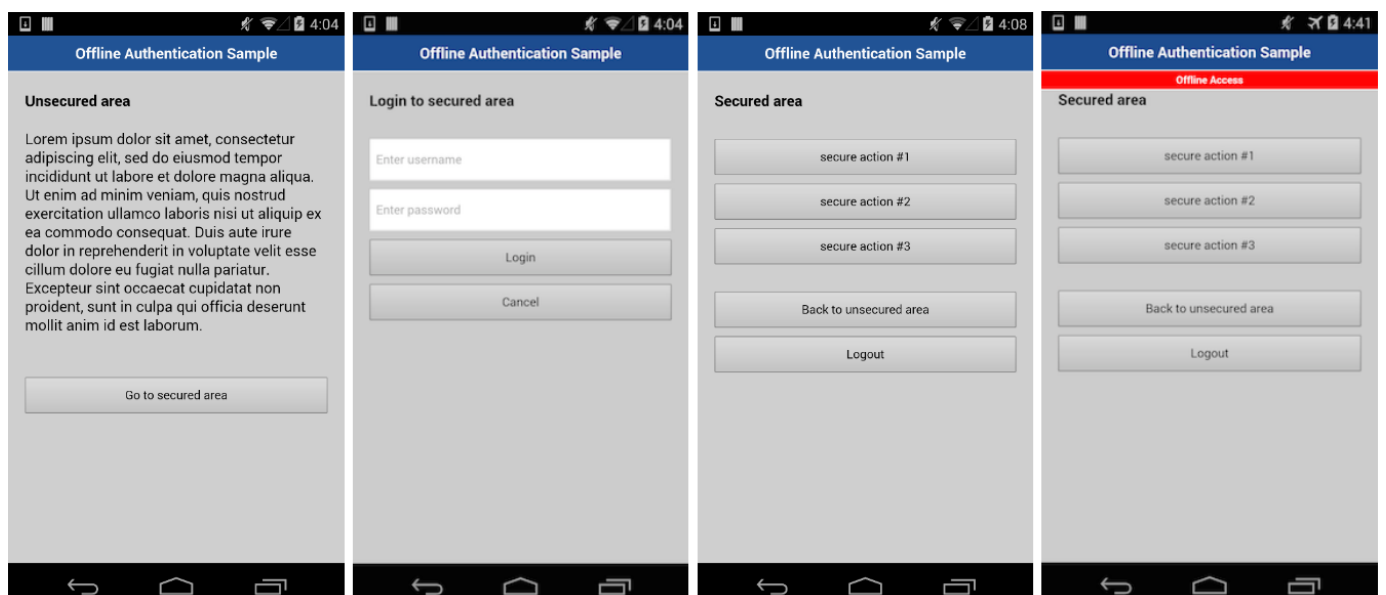 4:04
Offline Authentication Sample
Unsecured area
Lorem ipsum dolor sit amet, consectetur
adipiscing elit, sed do eiusmod tempor
incididunt ut labore et dolore magna aliqua.
Ut enim ad minim veniam, quis nostrud
exercitation ullamco laboris nisi ut aliquip ex
ea commodo consequat. Duis aute irure
dolor in reprehenderit in voluptate velit esse
cillum dolore eu fugiat nulla pariatur.
Excepteur sint occaecat cupidatat non
proident, sunt in culpa qui officia deserunt
mollit anim id est laborum.
Go to secured area
4:04
Offline Authentication Sample
Login to secured area
Enter username
Enter password
Login
Cancel
4:08
Offline Authentication Sample
Secured area
secure action #1
secure action #2
secure action #3
Back to unsecured area
Logout
4:41
Offline Authentication Sample
Offline Access
Secured area
secure action #1
secure action #2
secure action #3
Back to unsecured area
Logout